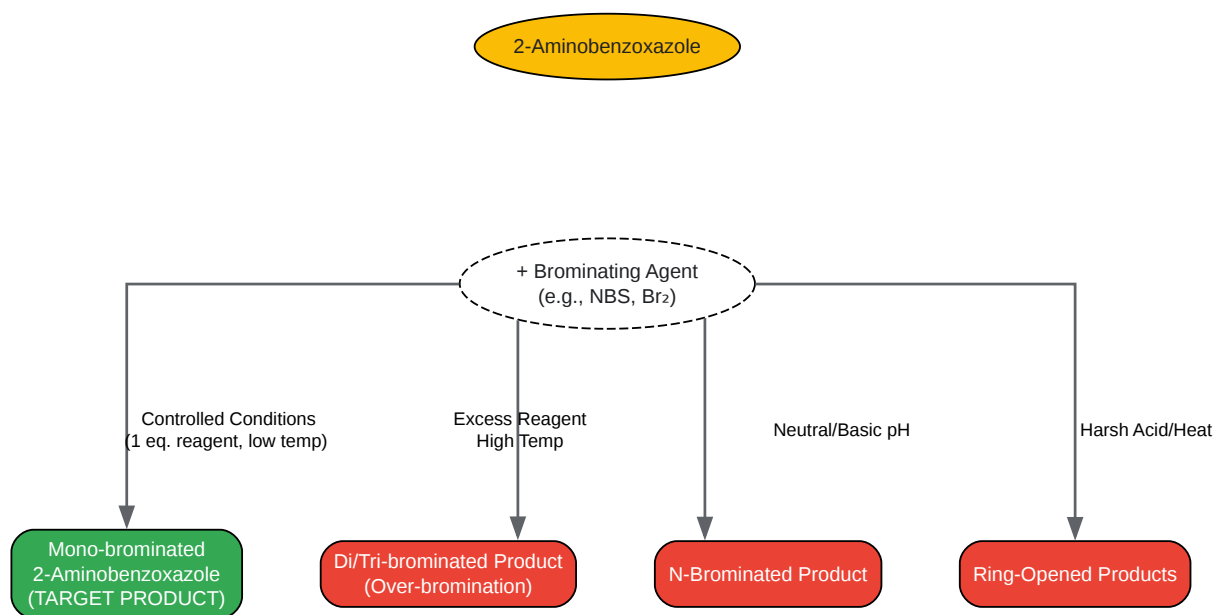 2-Aminobenzoxazole
+ Brominating Agent
(e.g., NBS, Br₂)
Controlled Conditions
(1 eq. reagent, low temp)
Excess Reagent
High Temp
Neutral/Basic pH
Harsh Acid/Heat
Mono-brominated
2-Aminobenzoxazole
(TARGET PRODUCT)
Di/Tri-brominated Product
(Over-bromination)
N-Brominated Product
Ring-Opened Products